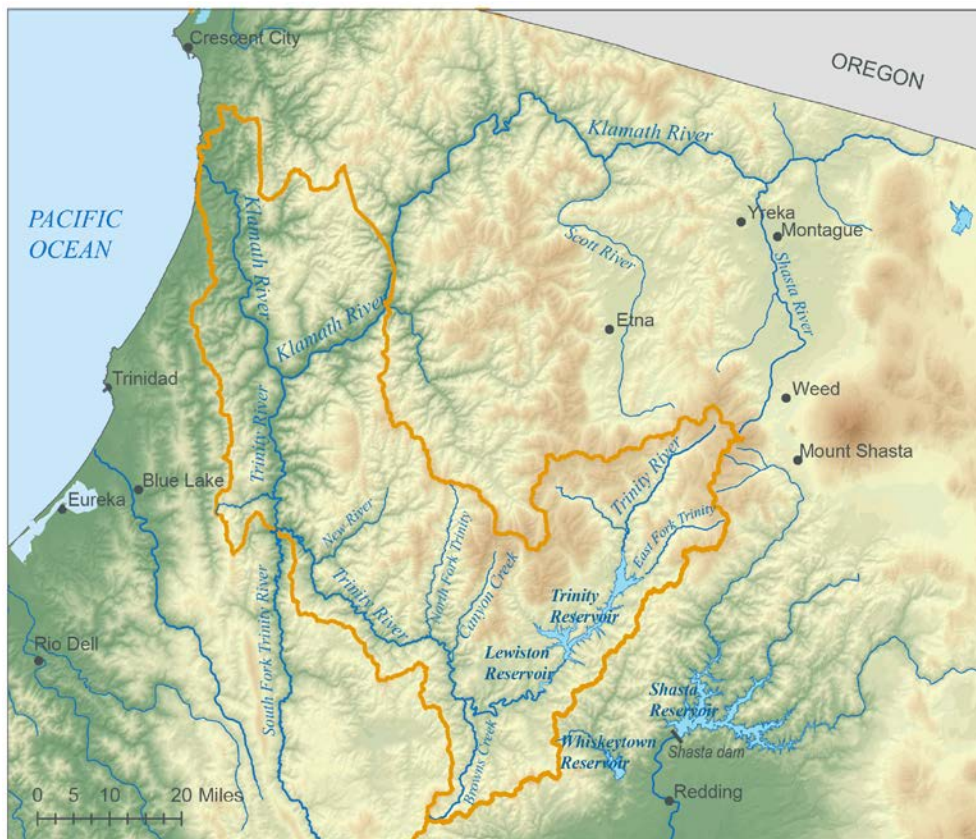 Crescent City
OREGON
Klamath River
PACIFIC
OCEAN
Klamath River
Yreka
Montague
Scott River
Shasta River
Klamath River
Etna
Trinidad
Trinity River
Weed
Mount Shasta
Trinity River
Blue Lake
Eureka
New River
North Fork Trinity
East Fork Trinity
Canyon Creek
Trinity
Reservoir
Trinity River
South Fork Trinity River
Lewiston
Reservoir
Rio Dell
Shasta
Reservoir
Whiskeytown
Reservoir
Shasta dam
Browns Creek
Redding
0 5 10 20 Miles